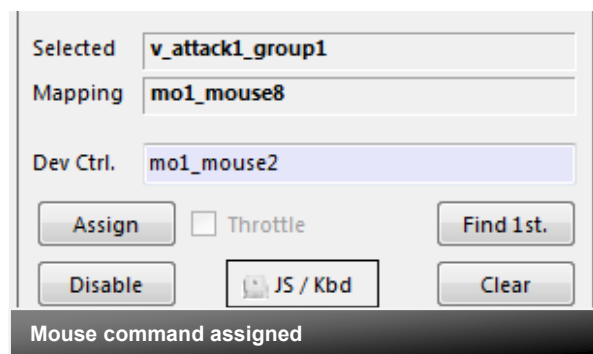 Selected v_attack1_group1
Mapping mo1_mouse8
Dev Ctrl. mo1_mouse2
Assign Throttle Find 1st.
Disable JS / Kbd Clear
Mouse command assigned